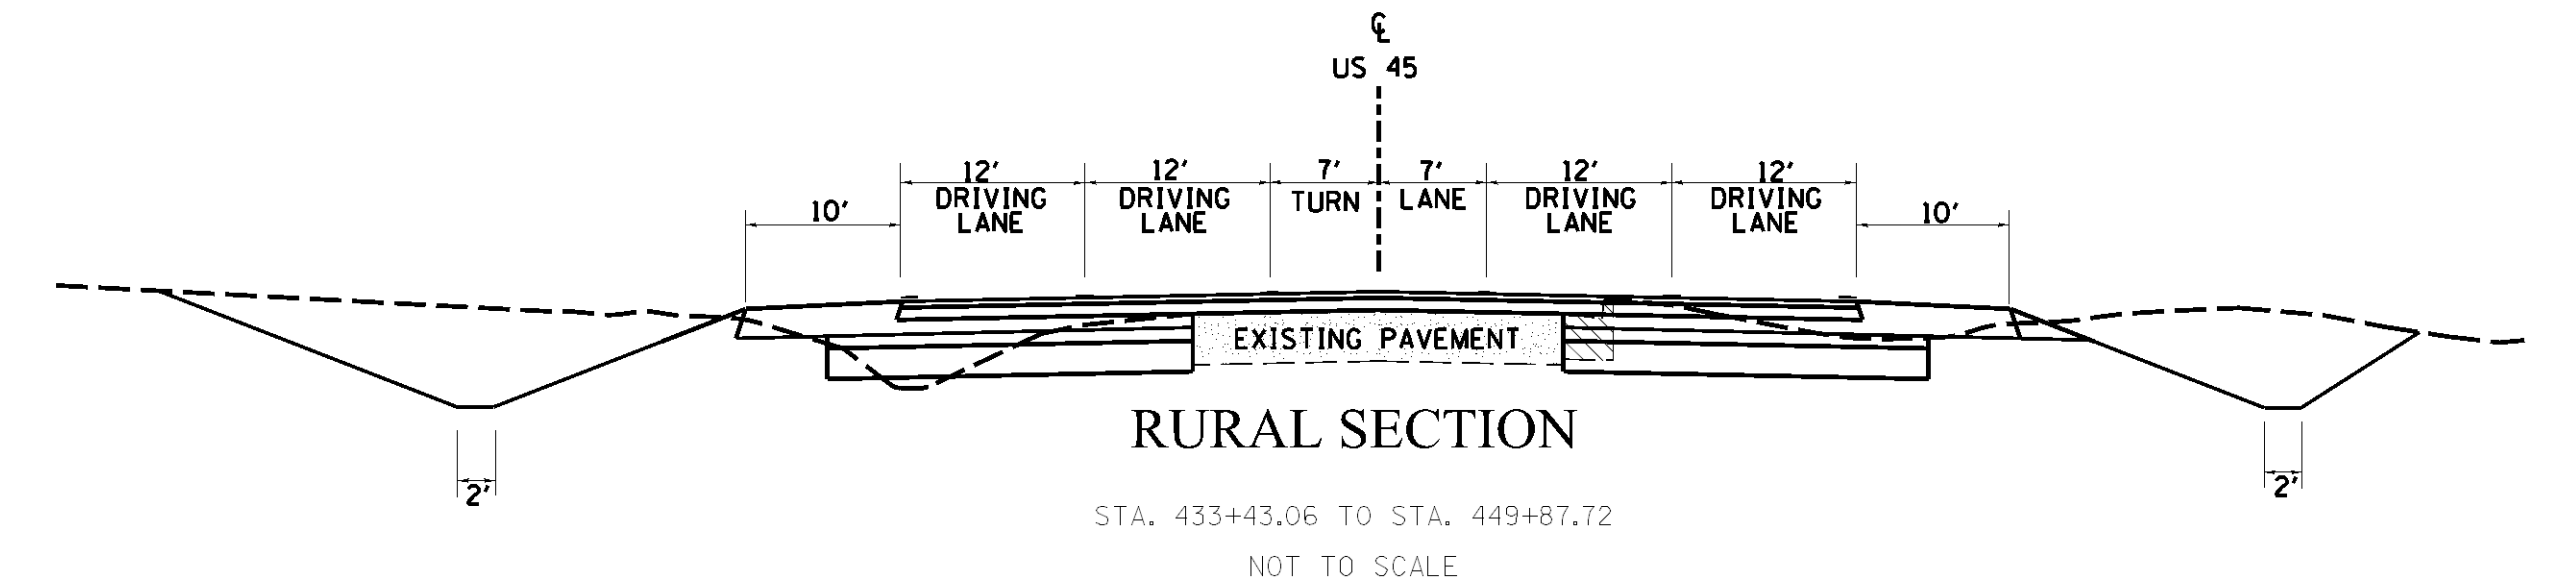 ℄
US 45
12' 12' 7' 7' 12' 12'
DRIVING DRIVING TURN LANE DRIVING DRIVING
LANE LANE LANE LANE
10' 10'
EXISTING PAVEMENT
RURAL SECTION
2' 2'
STA. 433+43.06 TO STA. 449+87.72
NOT TO SCALE